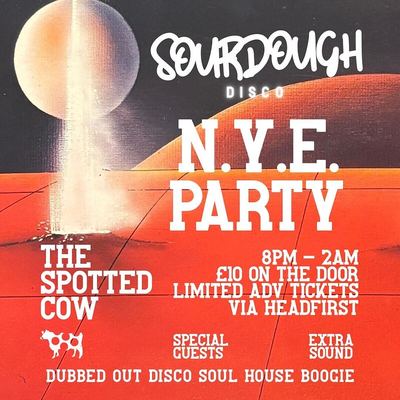 SOURDOUGH
DISCO
N.Y.E.
PARTY
THE
SPOTTED
COW
8PM – 2AM
£10 ON THE DOOR
LIMITED ADV TICKETS
VIA HEADFIRST
SPECIAL
GUESTS
EXTRA
SOUND
DUBBED OUT DISCO SOUL HOUSE BOOGIE